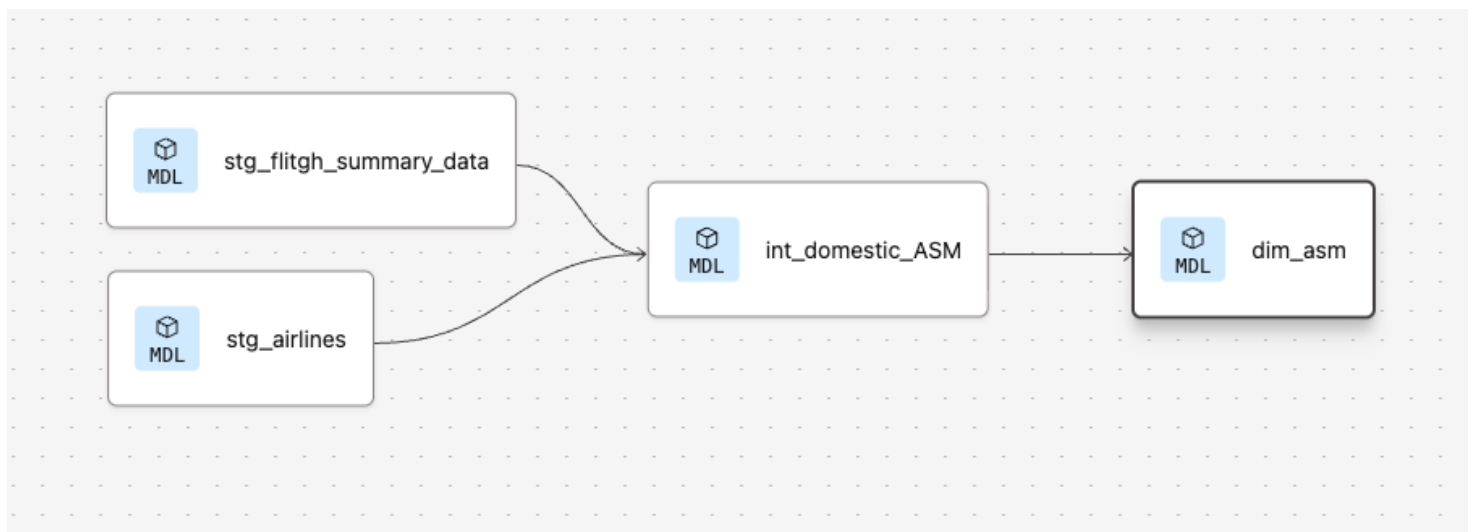 MDL
stg_flitgh_summary_data
MDL
stg_airlines
MDL
int_domestic_ASM
MDL
dim_asm